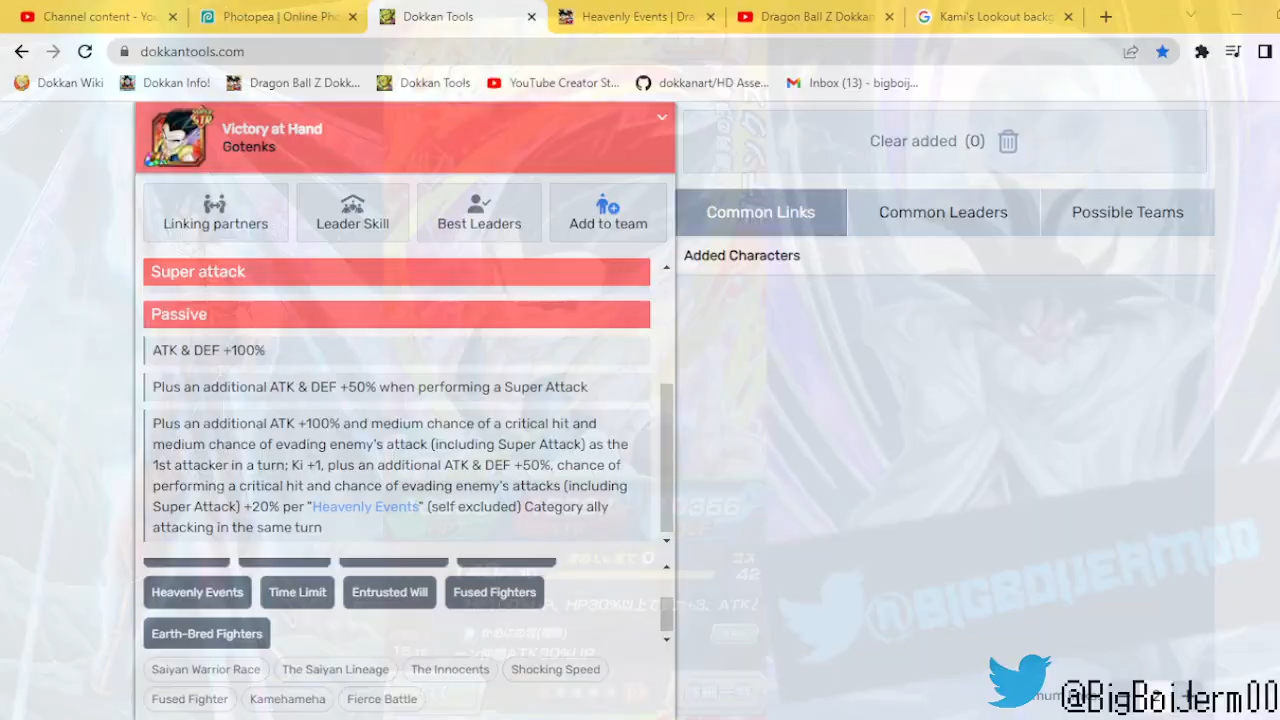 Channel content - Y
Photopea | Online Pho
Dokkan Tools
Heavenly Events | Dra
Dragon Ball Z Dokkan
Kami's Lookout backg
dokkantools.com
Dokkan Wiki
Dokkan Info!
Dragon Ball Z Dokk...
Dokkan Tools
YouTube Creator St...
dokkanart/HD Asse...
Inbox (13) - bigboij...
Victory at Hand
Gotenks
Clear added (0)
Linking partners
Leader Skill
Best Leaders
Add to team
Common Links
Common Leaders
Possible Teams
Added Characters
Super attack
Passive
ATK & DEF +100%
Plus an additional ATK & DEF +50% when performing a Super Attack
Plus an additional ATK +100% and medium chance of a critical hit and
medium chance of evading enemy's attack (including Super Attack) as the
1st attacker in a turn; Ki +1, plus an additional ATK & DEF +50%, chance of
performing a critical hit and chance of evading enemy's attacks (including
Super Attack) +20% per "Heavenly Events" (self excluded) Category ally
attacking in the same turn
Heavenly Events
Time Limit
Entrusted Will
Fused Fighters
Earth-Bred Fighters
Saiyan Warrior Race
The Saiyan Lineage
The Innocents
Shocking Speed
Fused Fighter
Kamehameha
Fierce Battle
@BIGBOIJERM00
@BigBoiJerm00